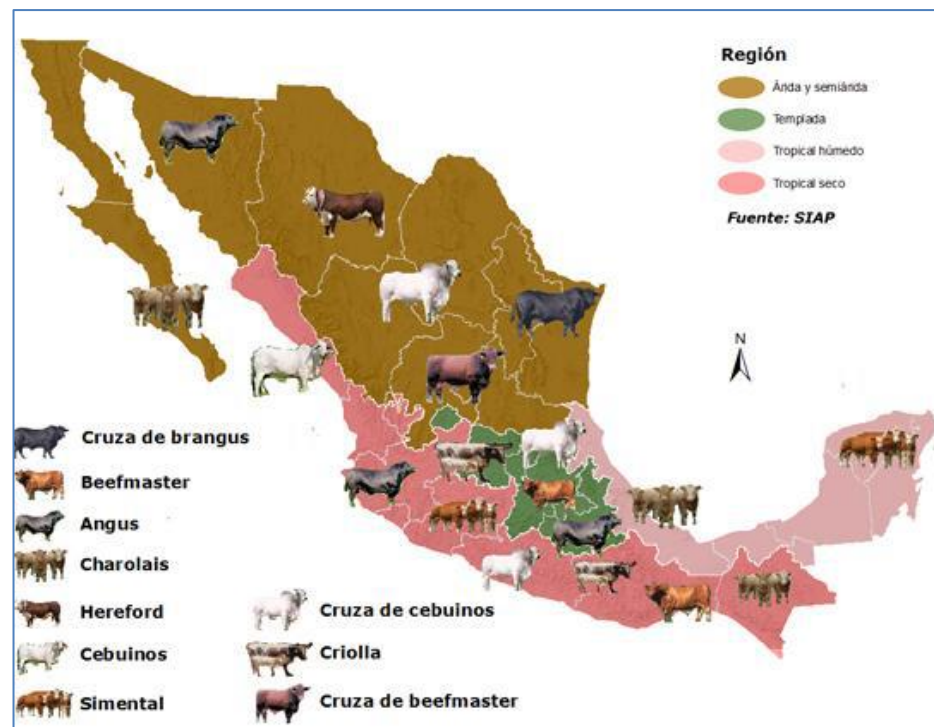 Región
Árida y semiárida
Templada
Tropical húmedo
Tropical seco
Fuente: SIAP
N
Cruza de brangus
Beefmaster
Angus
Charolais
Hereford
Cebuinos
Simental
Cruza de cebuinos
Criolla
Cruza de beefmaster